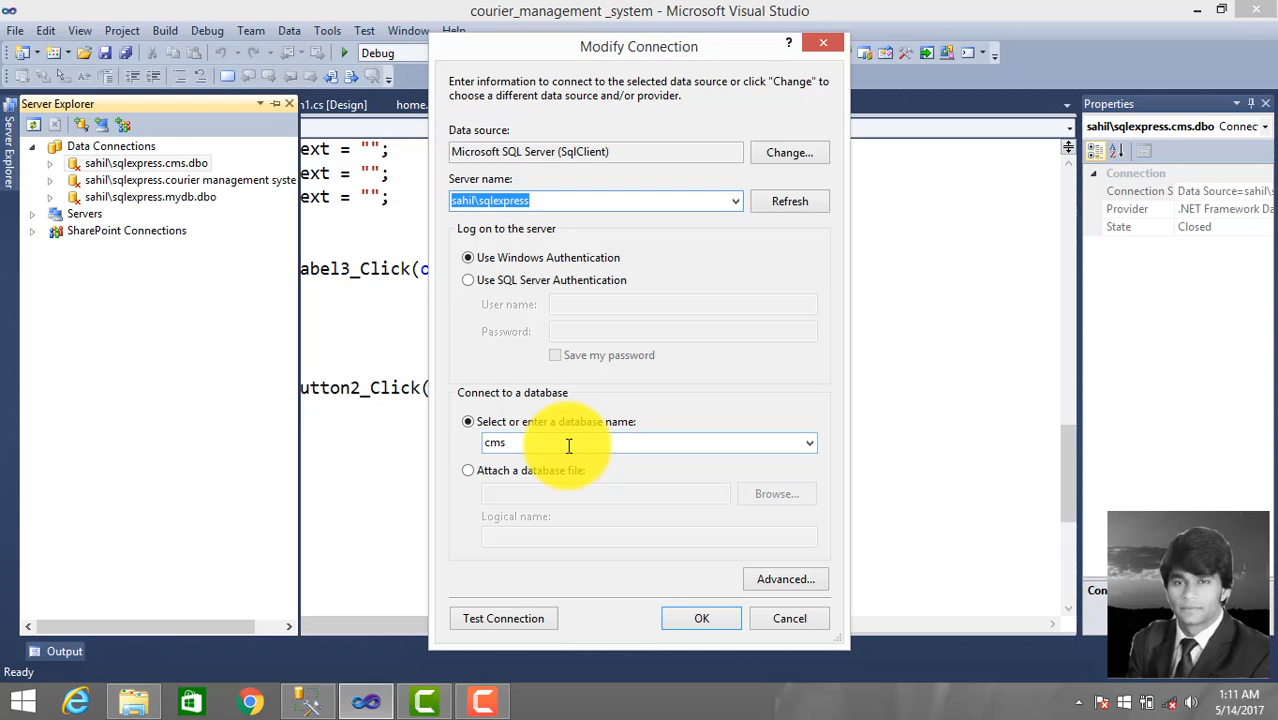 courier_management _system - Microsoft Visual Studio
File Edit View Project Build Debug Team Data Tools Test Window Help
Debug
Server Explorer
Server Explorer
Data Connections
sahil\sqlexpress.cms.dbo
sahil\sqlexpress.courier management syste
sahil\sqlexpress.mydb.dbo
Servers
SharePoint Connections
n1.cs [Design]
home.
ext = "";
ext = "";
ext = "";
abel3_Click(o
utton2_Click(
Modify Connection
?
Enter information to connect to the selected data source or click "Change" to
choose a different data source and/or provider.
Data source:
Microsoft SQL Server (SqlClient)
Change...
Server name:
sahil\sqlexpress
Refresh
Log on to the server
Use Windows Authentication
Use SQL Server Authentication
User name:
Password:
Save my password
Connect to a database
Select or enter a database name:
cms
Attach a database file:
Browse...
Logical name:
Advanced...
Test Connection
OK
Cancel
Properties
sahil\sqlexpress.cms.dbo Connec
Connection
Connection S Data Source=sahil\s
Provider .NET Framework Da
State Closed
Con
Output
Ready
1:11 AM
5/14/2017